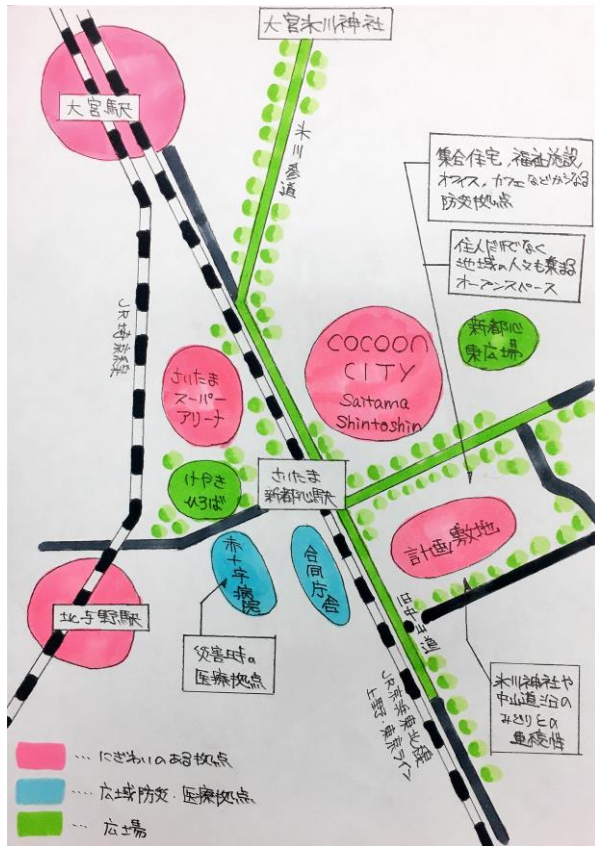 大宮氷川神社
大宮駅
氷川参道
集合住宅、福祉施設
オフィス、カフェなどからなる
防災拠点
住人だけでなく
地域の人々も集まる
オープンスペース
新都心
東広場
cocoon
CITY
Saitama
Shintoshin
JR埼京線
さいたま
スーパー
アリーナ
けやき
ひろば
さいたま
新都心駅
計画敷地
赤十字病院
合同庁舎
旧中山道
北与野駅
災害時の
医療拠点
JR京浜東北線
上野・東京ライン
氷川神社や
中山道沿の
みどりとの
連続性
…にぎわいのある拠点
…広域防災・医療拠点
…広場